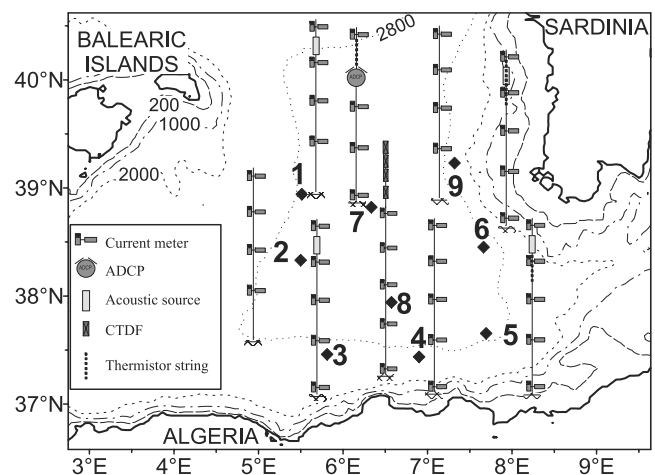 BALEARIC
ISLANDS
SARDINIA
2800
200
1000
2000
ADCP
1
2
3
4
5
6
7
8
9
Current meter
ADCP
ADCP
Acoustic source
CTDF
Thermistor string
ALGERIA
40°N
39°N
38°N
37°N
3°E
4°E
5°E
6°E
7°E
8°E
9°E